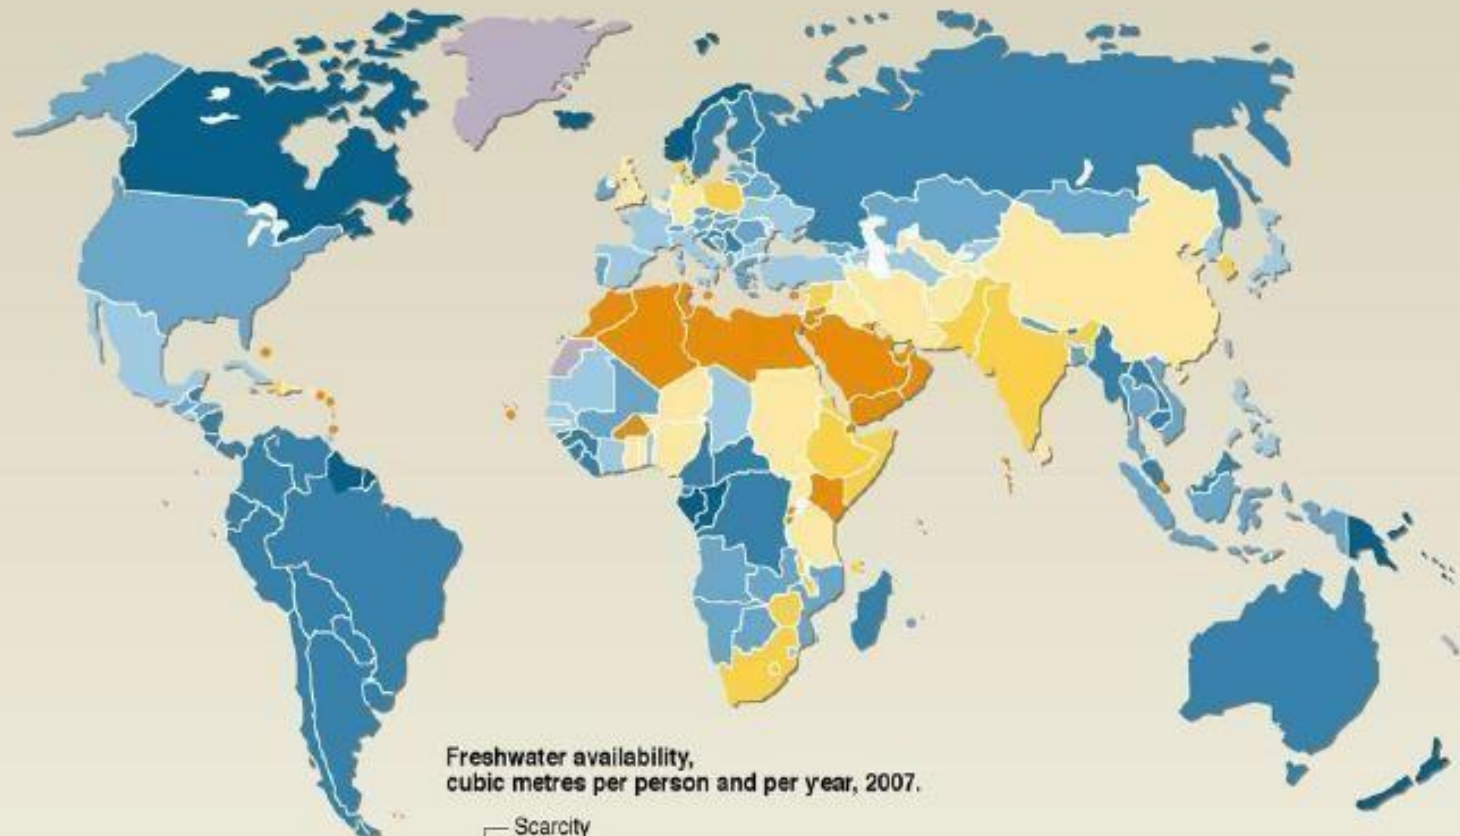 Freshwater availability,
cubic metres per person and per year, 2007.
Scarcity